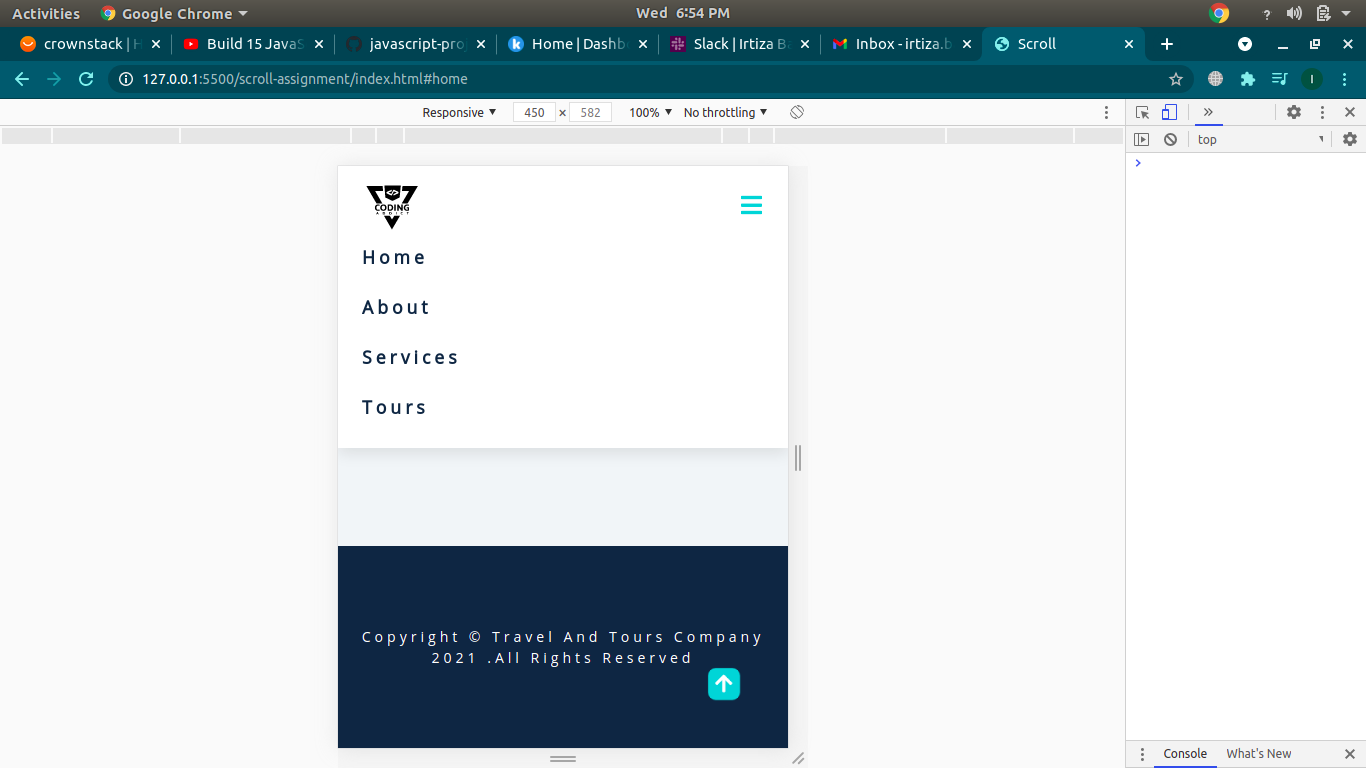 Activities Google Chrome Wed 6:54 PM ?
crownstack | H Build 15 JavaS javascript-proj Home | Dashb Slack | Irtiza Ba Inbox - irtiza.b Scroll
127.0.0.1:5500/scroll-assignment/index.html#home I
Responsive 450 × 582 100% No throttling
top
</>
CODING
ADDICT
Home
About
Services
Tours
Copyright © Travel And Tours Company
2021 .All Rights Reserved
Console What's New